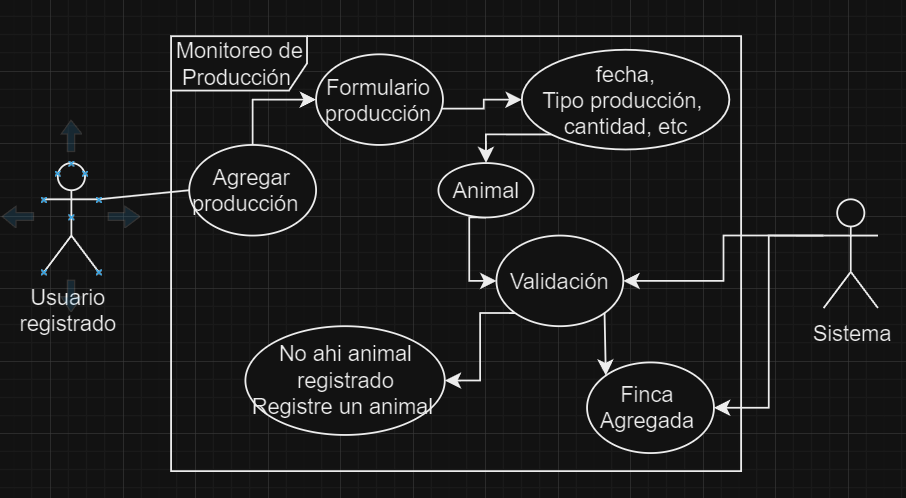 Monitoreo de
Producción
Formulario
producción
fecha,
Tipo producción,
cantidad, etc
Agregar
producción
Animal
Usuario
registrado
Validación
Sistema
No ahi animal
registrado
Registre un animal
Finca
Agregada